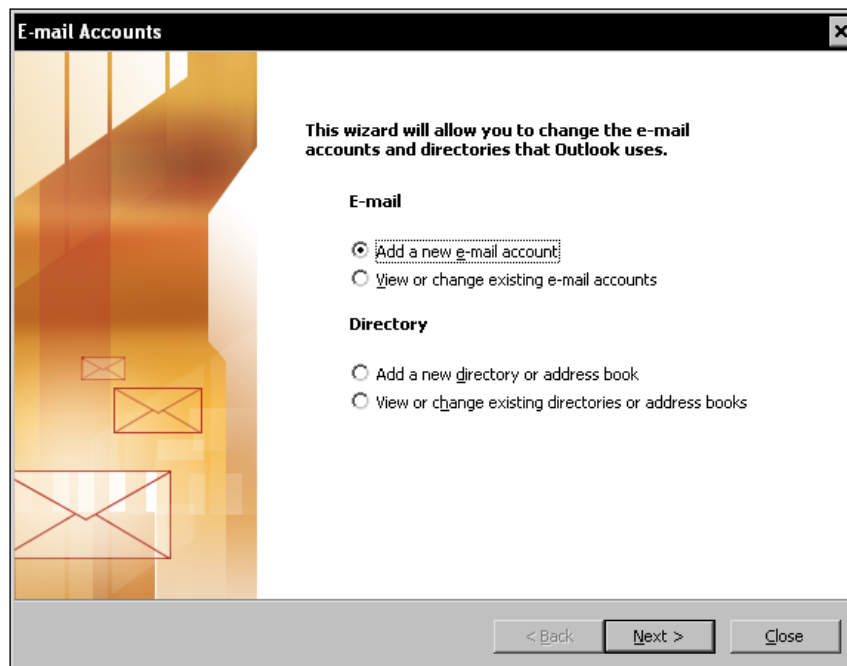 E-mail Accounts
This wizard will allow you to change the e-mail
accounts and directories that Outlook uses.
E-mail
Add a new e-mail account
View or change existing e-mail accounts
Directory
Add a new directory or address book
View or change existing directories or address books
< Back
Next >
Close